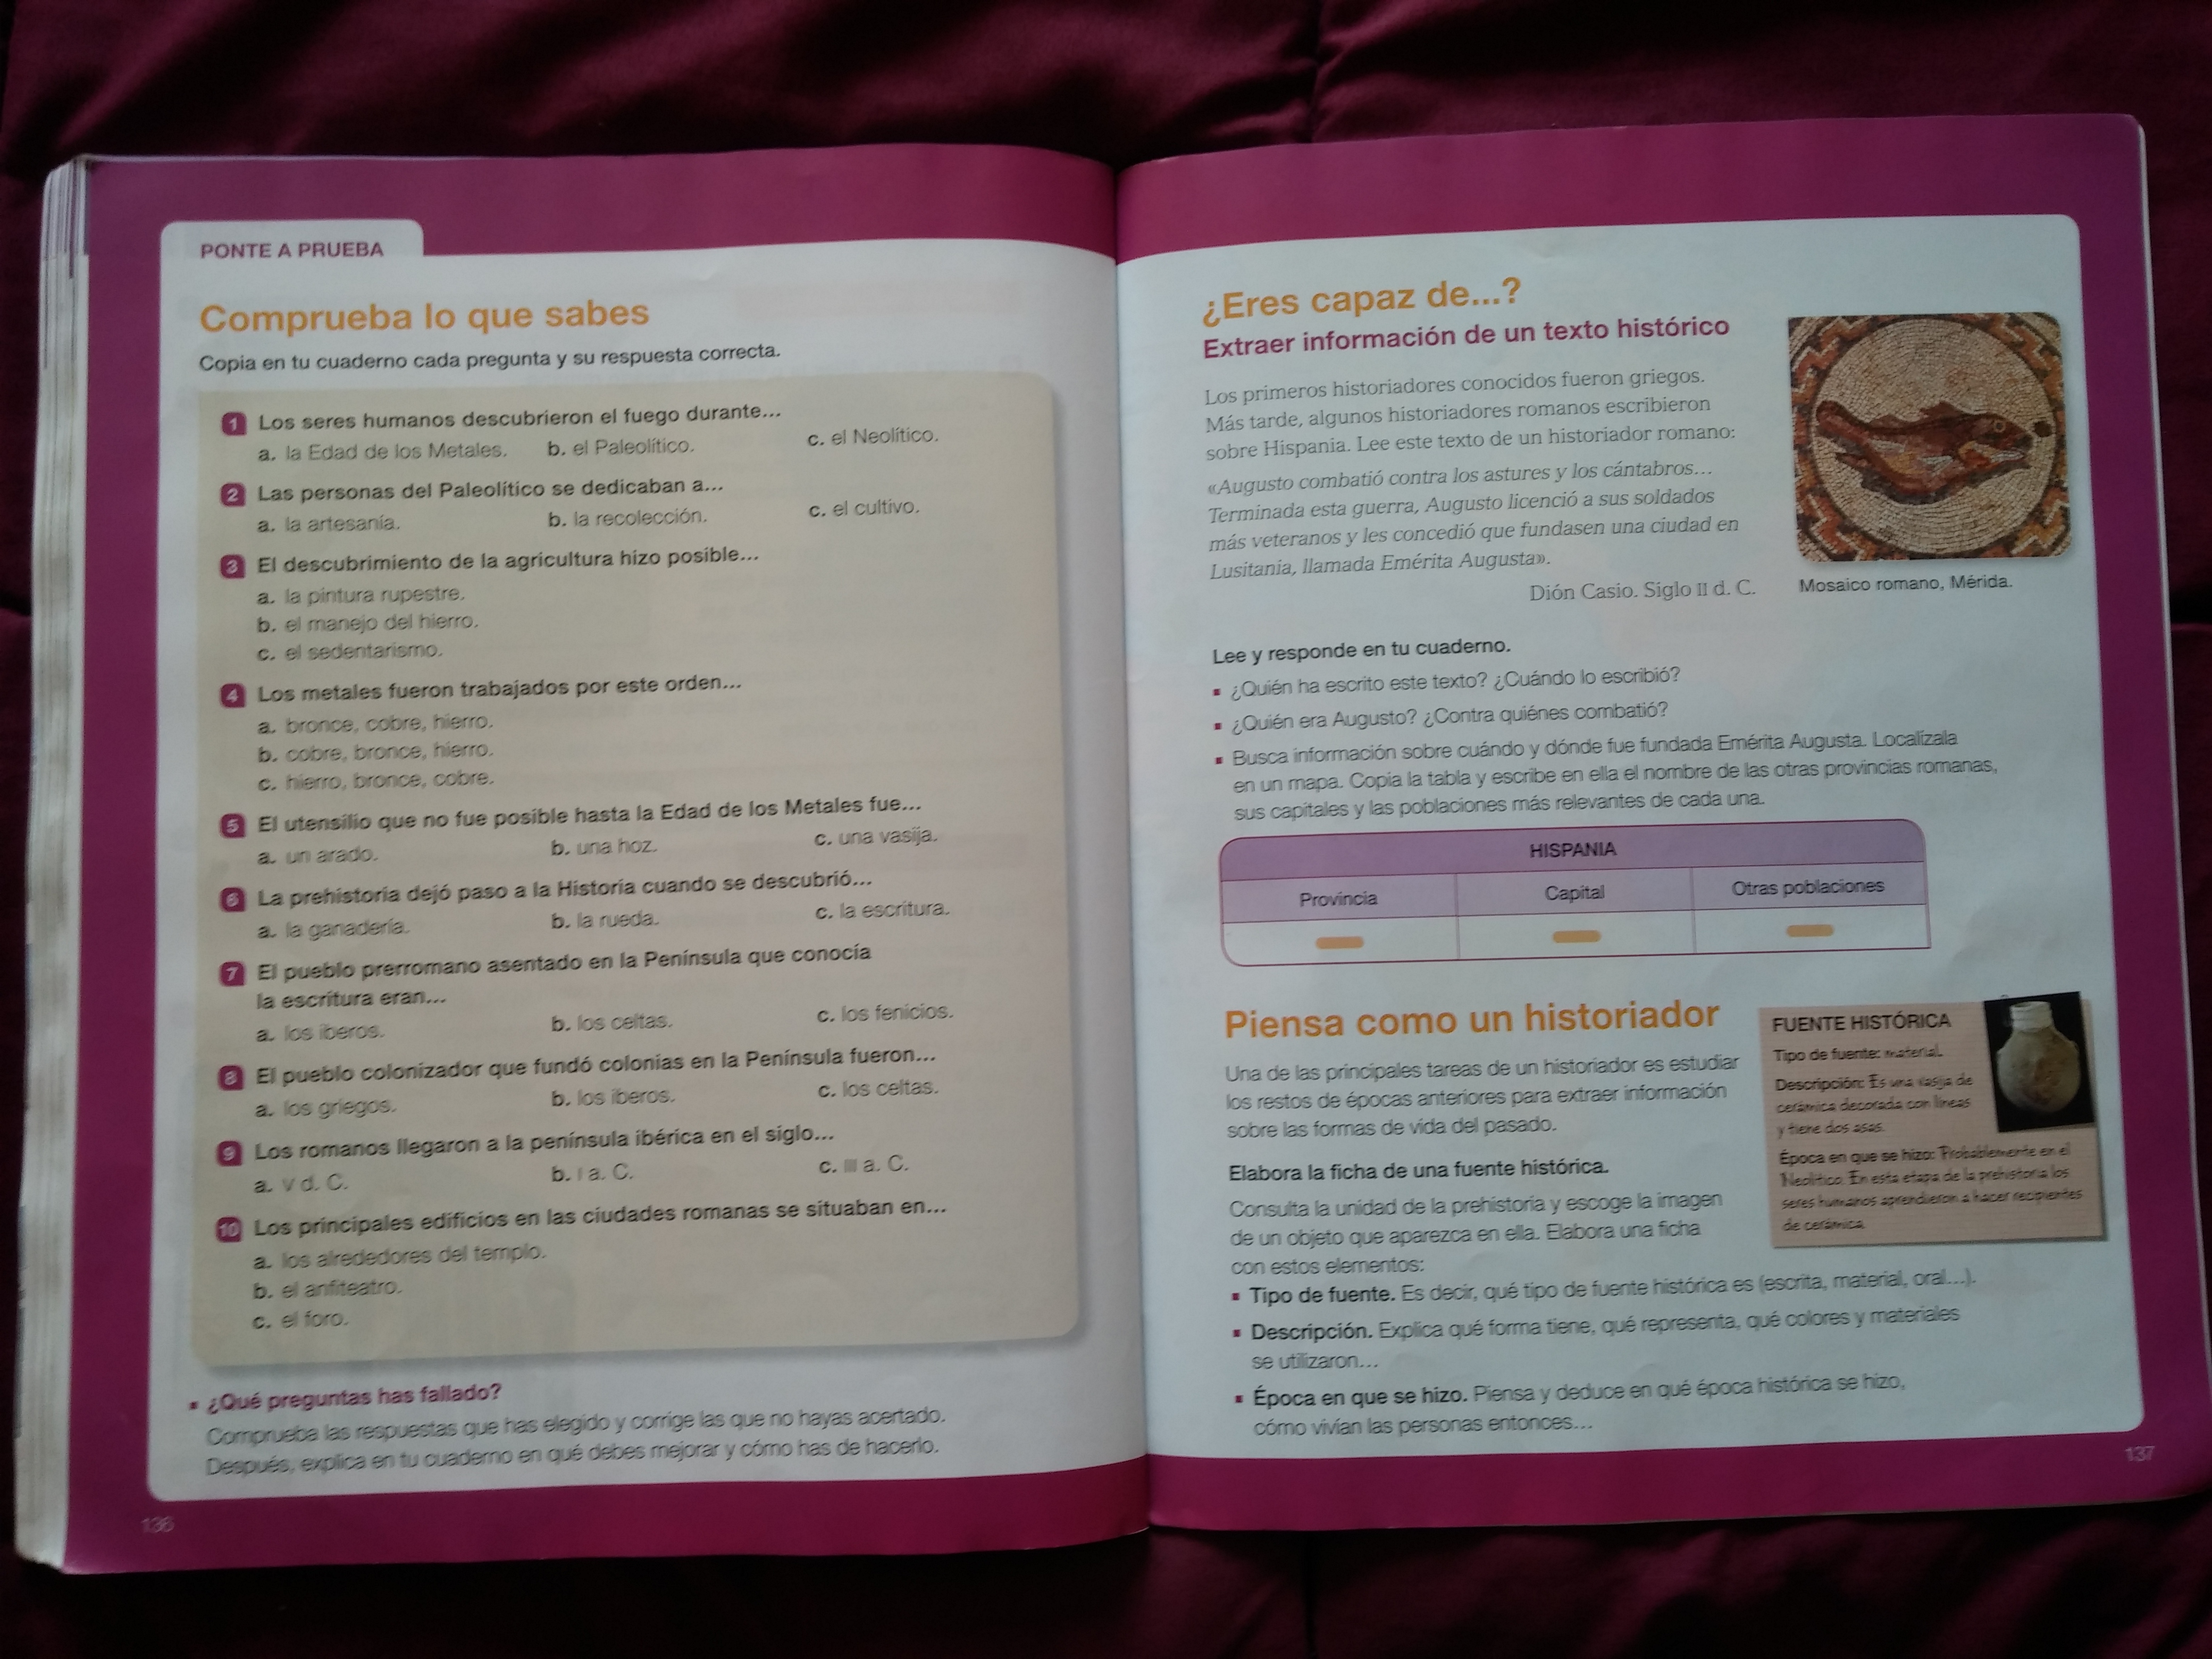 PONTE A PRUEBA
Comprueba lo que sabes
Copia en tu cuaderno cada pregunta y su respuesta correcta.
1 Los seres humanos descubrieron el fuego durante...
a. la Edad de los Metales. b. el Paleolítico. c. el Neolítico.
2 Las personas del Paleolítico se dedicaban a...
a. la artesanía. b. la recolección. c. el cultivo.
3 El descubrimiento de la agricultura hizo posible...
a. la pintura rupestre.
b. el manejo del hierro.
c. el sedentarismo.
4 Los metales fueron trabajados por este orden...
a. bronce, cobre, hierro.
b. cobre, bronce, hierro.
c. hierro, bronce, cobre.
5 El utensilio que no fue posible hasta la Edad de los Metales fue...
a. un arado. b. una hoz. c. una vasija.
6 La prehistoria dejó paso a la Historia cuando se descubrió...
a. la ganadería. b. la rueda. c. la escritura.
7 El pueblo prerromano asentado en la Península que conocía
la escritura eran...
a. los iberos. b. los celtas. c. los fenicios.
8 El pueblo colonizador que fundó colonias en la Península fueron...
a. los griegos. b. los iberos. c. los celtas.
9 Los romanos llegaron a la península ibérica en el siglo...
a. V d. C. b. I a. C. c. III a. C.
10 Los principales edificios en las ciudades romanas se situaban en...
a. los alrededores del templo.
b. el anfiteatro.
c. el foro.
▪ ¿Qué preguntas has fallado?
Comprueba las respuestas que has elegido y corrige las que no hayas acertado.
Después, explica en tu cuaderno en qué debes mejorar y cómo has de hacerlo.
136
¿Eres capaz de...?
Extraer información de un texto histórico
Los primeros historiadores conocidos fueron griegos.
Más tarde, algunos historiadores romanos escribieron
sobre Hispania. Lee este texto de un historiador romano:
«Augusto combatió contra los astures y los cántabros...
Terminada esta guerra, Augusto licenció a sus soldados
más veteranos y les concedió que fundasen una ciudad en
Lusitania, llamada Emérita Augusta».
Dión Casio. Siglo II d. C.
Mosaico romano, Mérida.
Lee y responde en tu cuaderno.
▪ ¿Quién ha escrito este texto? ¿Cuándo lo escribió?
▪ ¿Quién era Augusto? ¿Contra quiénes combatió?
▪ Busca información sobre cuándo y dónde fue fundada Emérita Augusta. Localízala
en un mapa. Copia la tabla y escribe en ella el nombre de las otras provincias romanas,
sus capitales y las poblaciones más relevantes de cada una.
HISPANIA
Provincia Capital Otras poblaciones
Piensa como un historiador
Una de las principales tareas de un historiador es estudiar
los restos de épocas anteriores para extraer información
sobre las formas de vida del pasado.
Elabora la ficha de una fuente histórica.
Consulta la unidad de la prehistoria y escoge la imagen
de un objeto que aparezca en ella. Elabora una ficha
con estos elementos:
▪ Tipo de fuente. Es decir, qué tipo de fuente histórica es (escrita, material, oral...).
▪ Descripción. Explica qué forma tiene, qué representa, qué colores y materiales
se utilizaron...
▪ Época en que se hizo. Piensa y deduce en qué época histórica se hizo,
cómo vivían las personas entonces...
FUENTE HISTÓRICA
Tipo de fuente: material.
Descripción: Es una vasija de
cerámica decorada con líneas
y tiene dos asas.
Época en que se hizo: Probablemente en el
Neolítico. En esta etapa de la prehistoria los
seres humanos aprendieron a hacer recipientes
de cerámica.
137